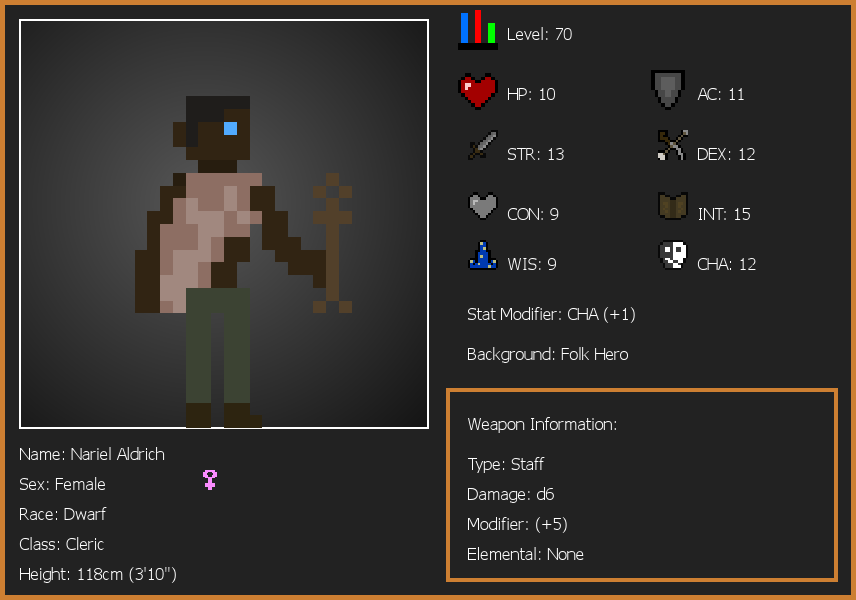 Level: 70
HP: 10
AC: 11
STR: 13
DEX: 12
CON: 9
INT: 15
WIS: 9
CHA: 12
Stat Modifier: CHA (+1)
Background: Folk Hero
Weapon Information:
Type: Staff
Damage: d6
Modifier: (+5)
Elemental: None
Name: Nariel Aldrich
Sex: Female
Race: Dwarf
Class: Cleric
Height: 118cm (3'10")